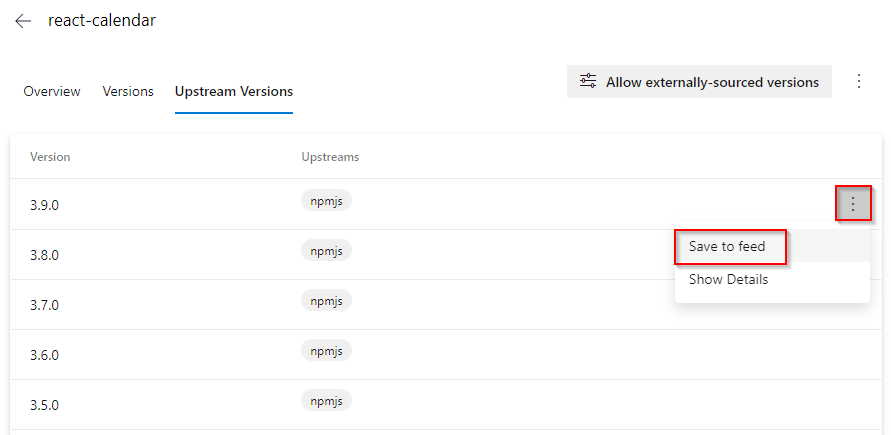 react-calendar
Overview Versions Upstream Versions Allow externally-sourced versions
Version Upstreams
3.9.0 npmjs
Save to feed
3.8.0 npmjs
Show Details
3.7.0 npmjs
3.6.0 npmjs
3.5.0 npmjs